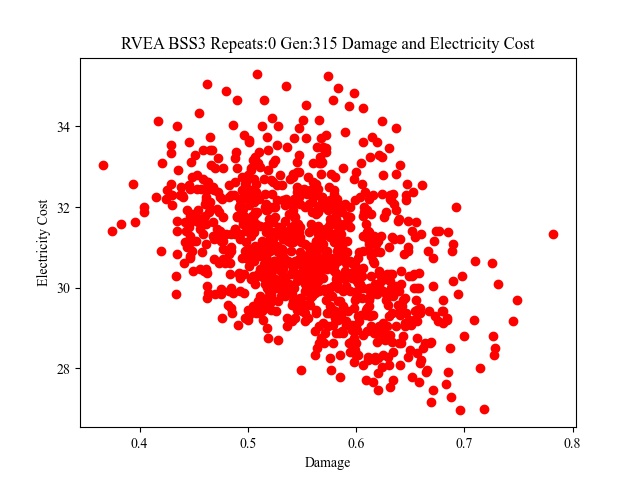 RVEA BSS3 Repeats:0 Gen:315 Damage and Electricity Cost
34
32
30
28
Electricity Cost
0.4 0.5 0.6 0.7 0.8
Damage